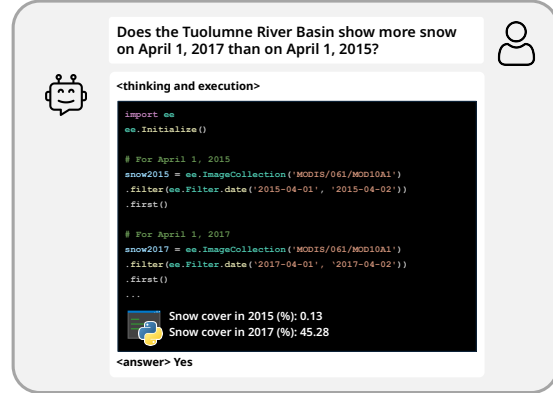 Does the Tuolumne River Basin show more snow
on April 1, 2017 than on April 1, 2015?
<thinking and execution>
import ee
ee.Initialize()
# For April 1, 2015
snow2015 = ee.ImageCollection('MODIS/061/MOD10A1')
.filter(ee.Filter.date('2015-04-01', '2015-04-02'))
.first()
# For April 1, 2017
snow2017 = ee.ImageCollection('MODIS/061/MOD10A1')
.filter(ee.Filter.date('2017-04-01', '2017-04-02'))
.first()
...
Snow cover in 2015 (%): 0.13
Snow cover in 2017 (%): 45.28
<answer> Yes